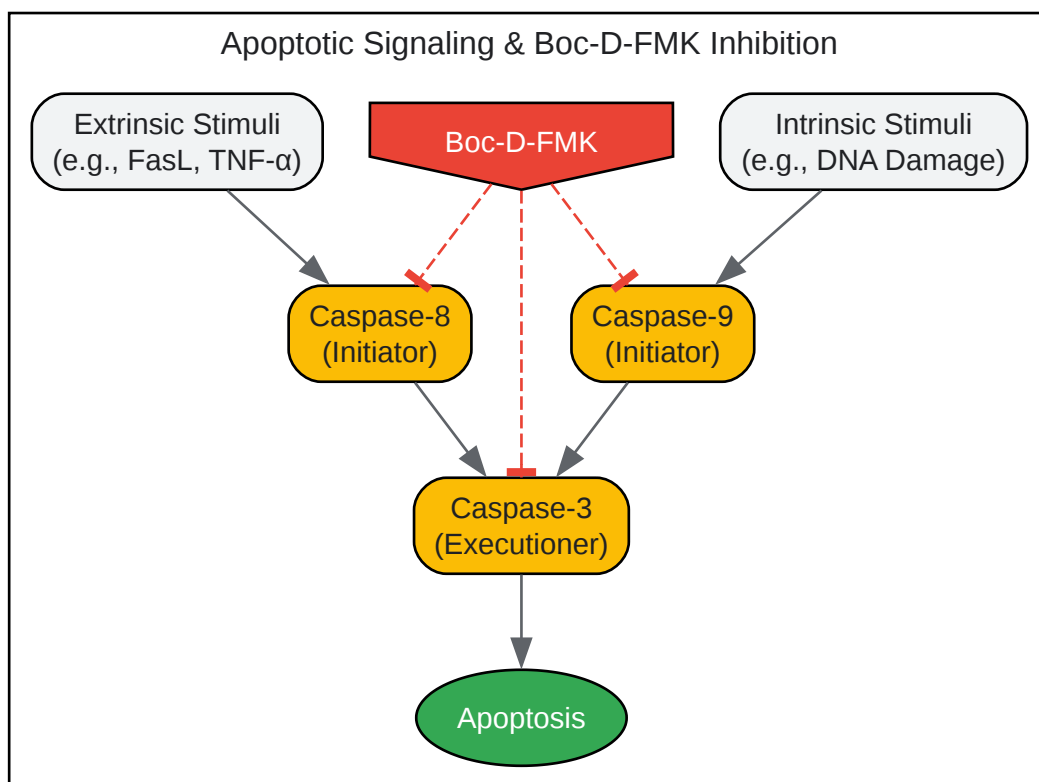 Apoptotic Signaling & Boc-D-FMK Inhibition
Extrinsic Stimuli
(e.g., FasL, TNF-α)
Boc-D-FMK
Intrinsic Stimuli
(e.g., DNA Damage)
Caspase-8
(Initiator)
Caspase-9
(Initiator)
Caspase-3
(Executioner)
Apoptosis